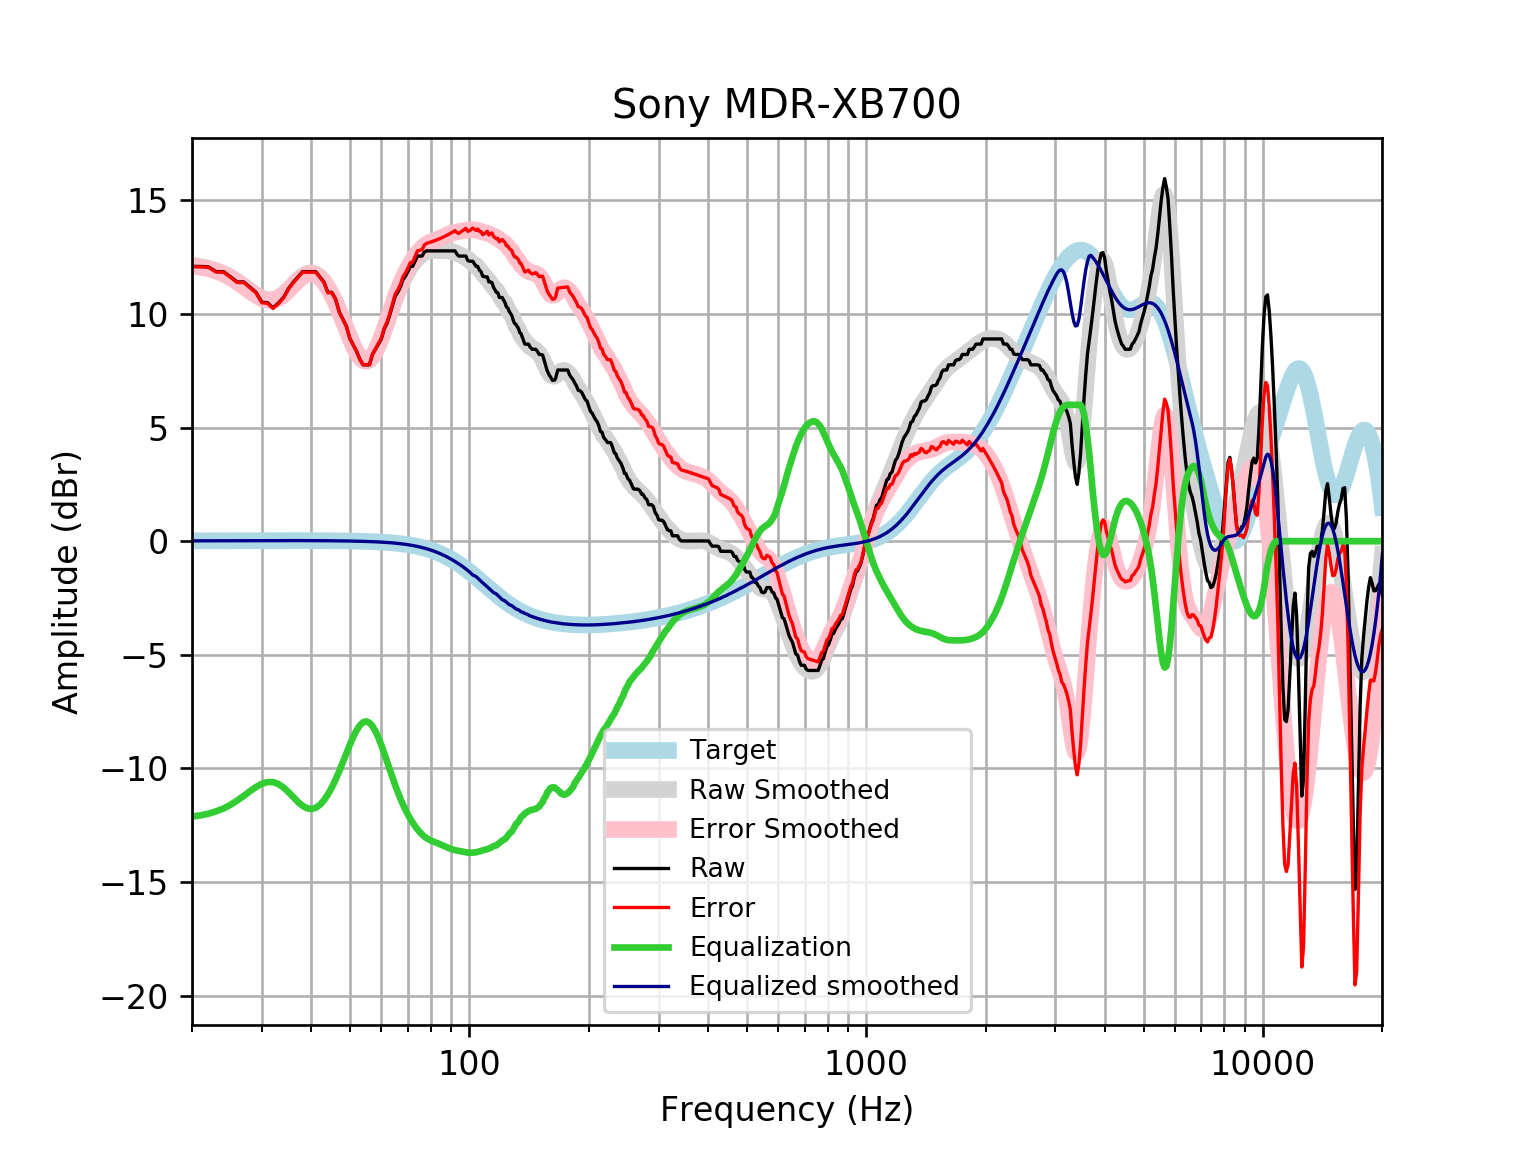 Sony MDR-XB700
Amplitude (dBr)
15
10
5
0
−5
−10
−15
−20
Target
Raw Smoothed
Error Smoothed
Raw
Error
Equalization
Equalized smoothed
100
1000
10000
Frequency (Hz)